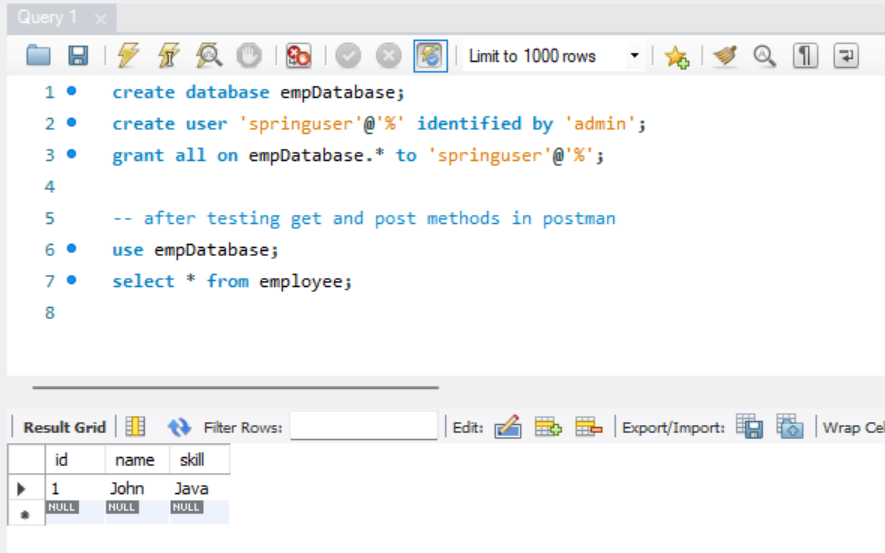 Query 1
Limit to 1000 rows
1 create database empDatabase;
2 create user 'springuser'@'%' identified by 'admin';
3 grant all on empDatabase.* to 'springuser'@'%';
4
5 -- after testing get and post methods in postman
6 use empDatabase;
7 select * from employee;
8
Result Grid Filter Rows: Edit: Export/Import: Wrap Cel
id name skill
1 John Java
NULL NULL NULL